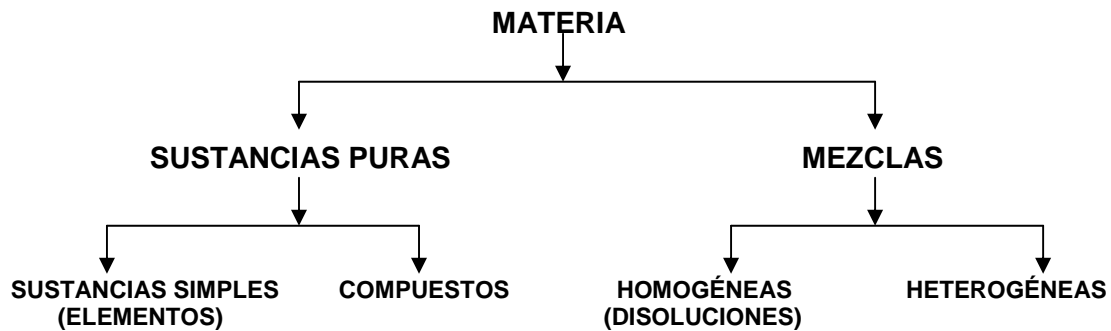 MATERIA
SUSTANCIAS PURAS
MEZCLAS
SUSTANCIAS SIMPLES
(ELEMENTOS)
COMPUESTOS
HOMOGÉNEAS
(DISOLUCIONES)
HETEROGÉNEAS